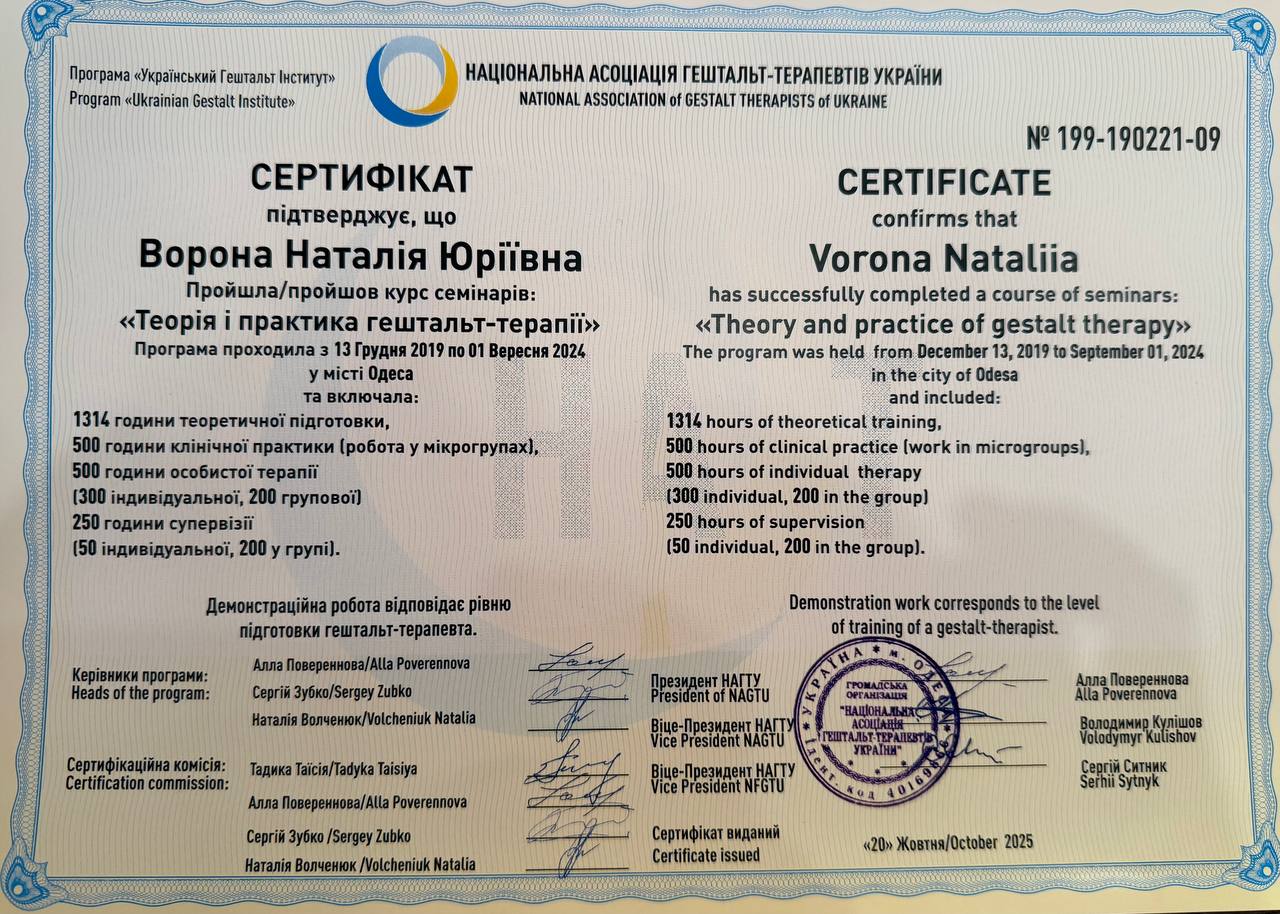 Програма «Український Гештальт Інститут»
Program «Ukrainian Gestalt Institute»
НАЦІОНАЛЬНА АСОЦІАЦІЯ ГЕШТАЛЬТ-ТЕРАПЕВТІВ УКРАЇНИ
NATIONAL ASSOCIATION of GESTALT THERAPISTS of UKRAINE
№ 199-190221-09
СЕРТИФІКАТ
підтверджує, що
Ворона Наталія Юріївна
Пройшла/пройшов курс семінарів:
«Теорія і практика гештальт-терапії»
Програма проходила з 13 Грудня 2019 по 01 Вересня 2024
у місті Одеса
та включала:
1314 години теоретичної підготовки,
500 години клінічної практики (робота у мікрогрупах),
500 години особистої терапії
(300 індивідуальної, 200 групової)
250 години супервізії
(50 індивідуальної, 200 у групі).
Демонстраційна робота відповідає рівню
підготовки гештальт-терапевта.
CERTIFICATE
confirms that
Vorona Nataliia
has successfully completed a course of seminars:
«Theory and practice of gestalt therapy»
The program was held from December 13, 2019 to September 01, 2024
in the city of Odesa
and included:
1314 hours of theoretical training,
500 hours of clinical practice (work in microgroups),
500 hours of individual therapy
(300 individual, 200 in the group)
250 hours of supervision
(50 individual, 200 in the group).
Demonstration work corresponds to the level
of training of a gestalt-therapist.
НАГТ
Керівники програми:
Heads of the program:
Алла Повереннова/Alla Poverennova
Сергій Зубко/Sergey Zubko
Наталія Волченюк/Volcheniuk Natalia
Сертифікаційна комісія:
Certification commission:
Тадика Таїсія/Tadyka Taisiya
Алла Повереннова/Alla Poverennova
Сергій Зубко /Sergey Zubko
Наталія Волченюк /Volcheniuk Natalia
Президент НАГТУ
President of NAGTU
Алла Повереннова
Alla Poverennova
Віце-Президент НАГТУ
Vice President NAGTU
Володимир Кулішов
Volodymyr Kulishov
Віце-Президент НАГТУ
Vice President NFGTU
Сергій Ситник
Serhii Sytnyk
УКРАЇНА * м. ОДЕСА
ГРОМАДСЬКА
ОРГАНІЗАЦІЯ
"НАЦІОНАЛЬНА
АСОЦІАЦІЯ
ГЕШТАЛЬТ-ТЕРАПЕВТІВ
УКРАЇНИ"
Ідент. код
Сертифікат виданий
Certificate issued
«20» Жовтня/October 2025